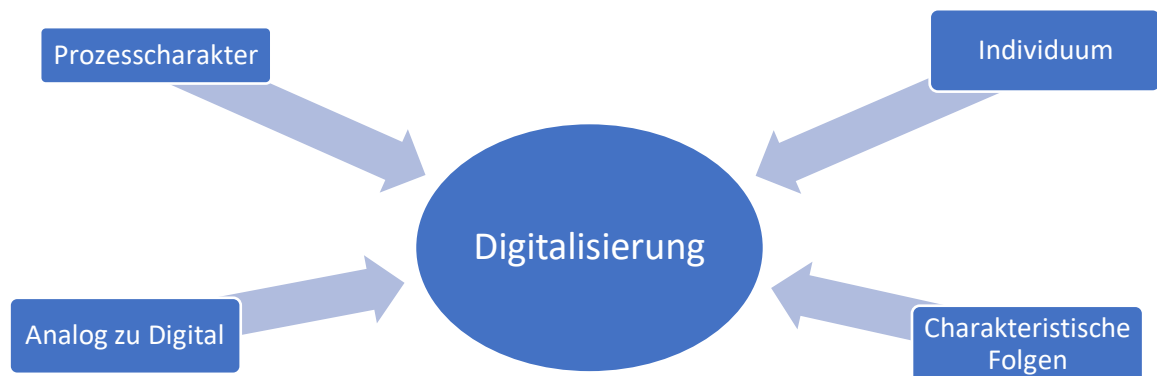 Prozesscharakter
Individuum
Digitalisierung
Analog zu Digital
Charakteristische
Folgen